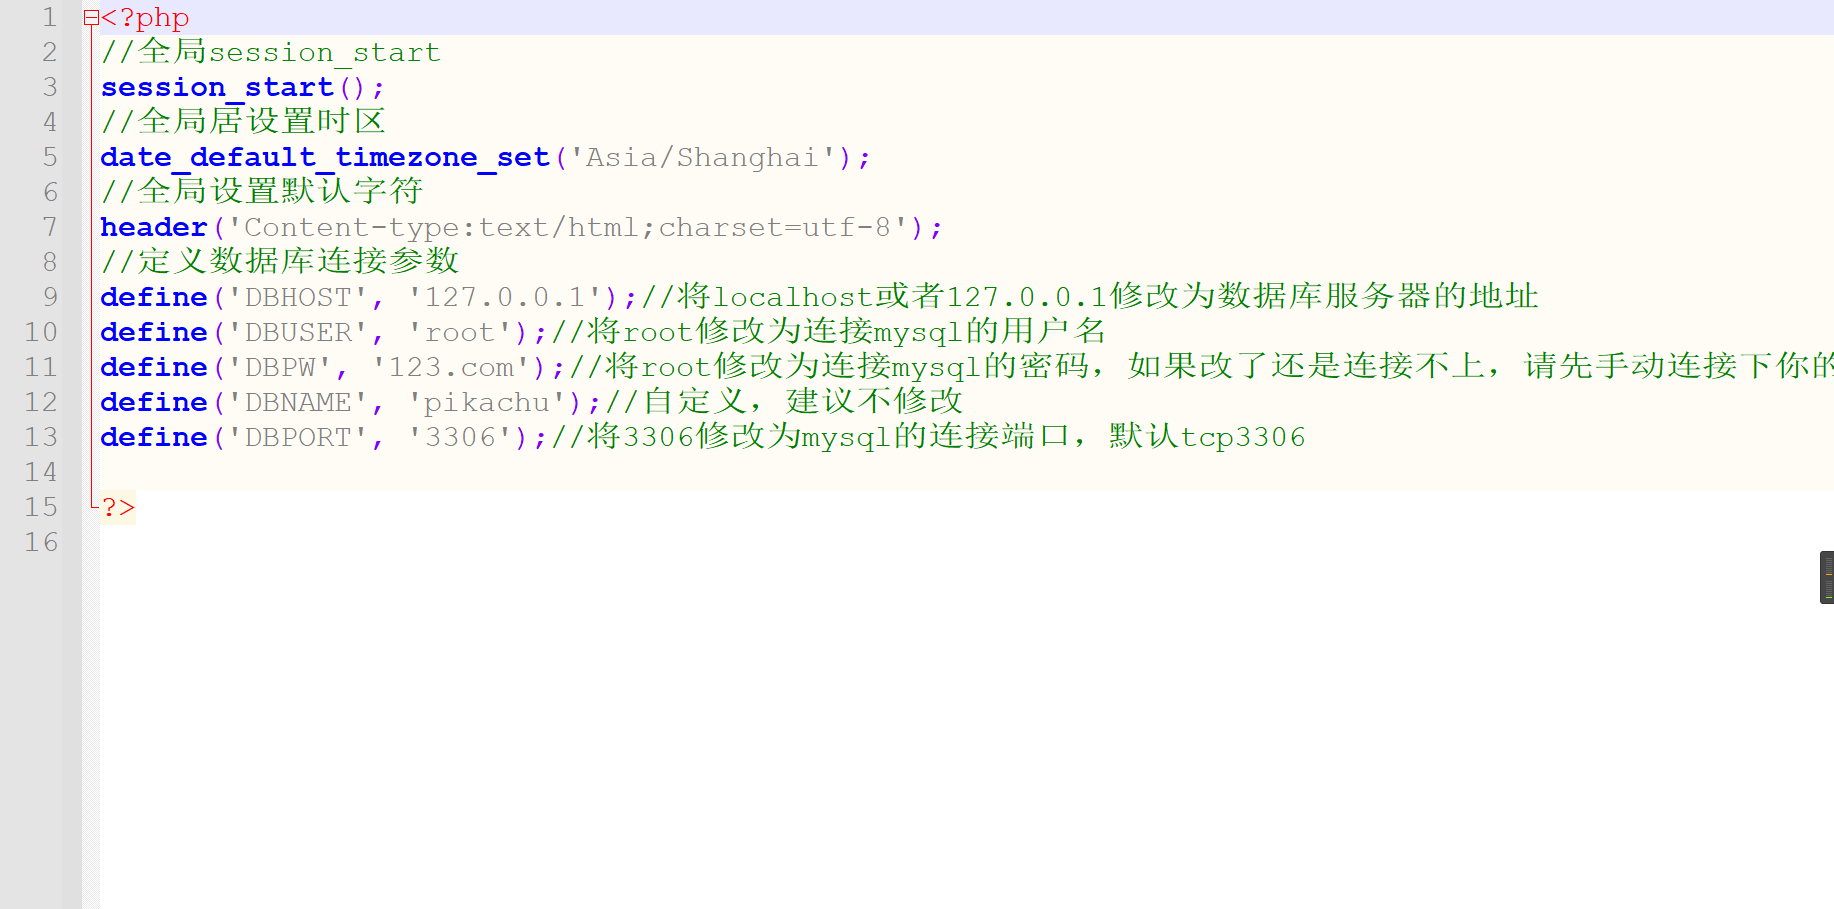 1 <?php
2 //全局session_start
3 session_start();
4 //全局居设置时区
5 date_default_timezone_set('Asia/Shanghai');
6 //全局设置默认字符
7 header('Content-type:text/html;charset=utf-8');
8 //定义数据库连接参数
9 define('DBHOST', '127.0.0.1');//将localhost或者127.0.0.1修改为数据库服务器的地址
10 define('DBUSER', 'root');//将root修改为连接mysql的用户名
11 define('DBPW', '123.com');//将root修改为连接mysql的密码，如果改了还是连接不上，请先手动连接下你的
12 define('DBNAME', 'pikachu');//自定义，建议不修改
13 define('DBPORT', '3306');//将3306修改为mysql的连接端口，默认tcp3306
14
15 ?>
16